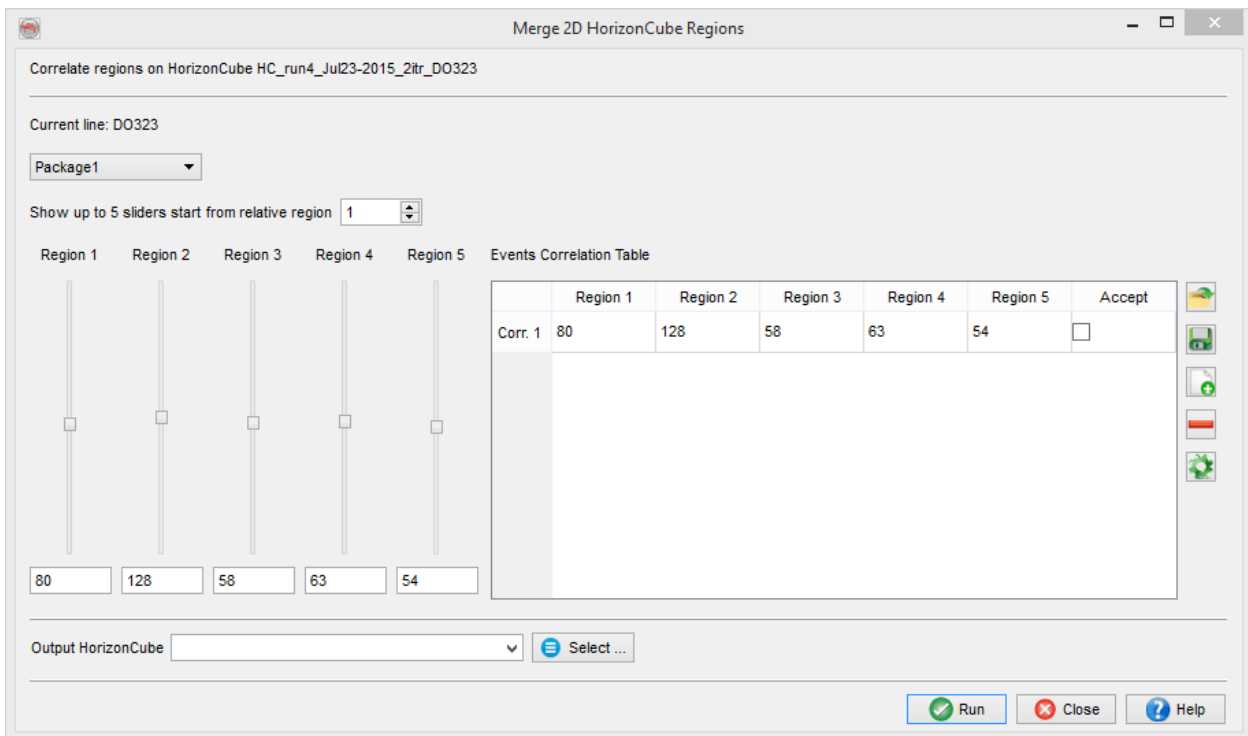 Merge 2D HorizonCube Regions
Correlate regions on HorizonCube HC_run4_Jul23-2015_2itr_DO323
Current line: DO323
Package1
Show up to 5 sliders start from relative region 1
Region 1 Region 2 Region 3 Region 4 Region 5 Events Correlation Table
Region 1 Region 2 Region 3 Region 4 Region 5 Accept
Corr. 1 80 128 58 63 54
80 128 58 63 54
Output HorizonCube Select ...
Run Close Help